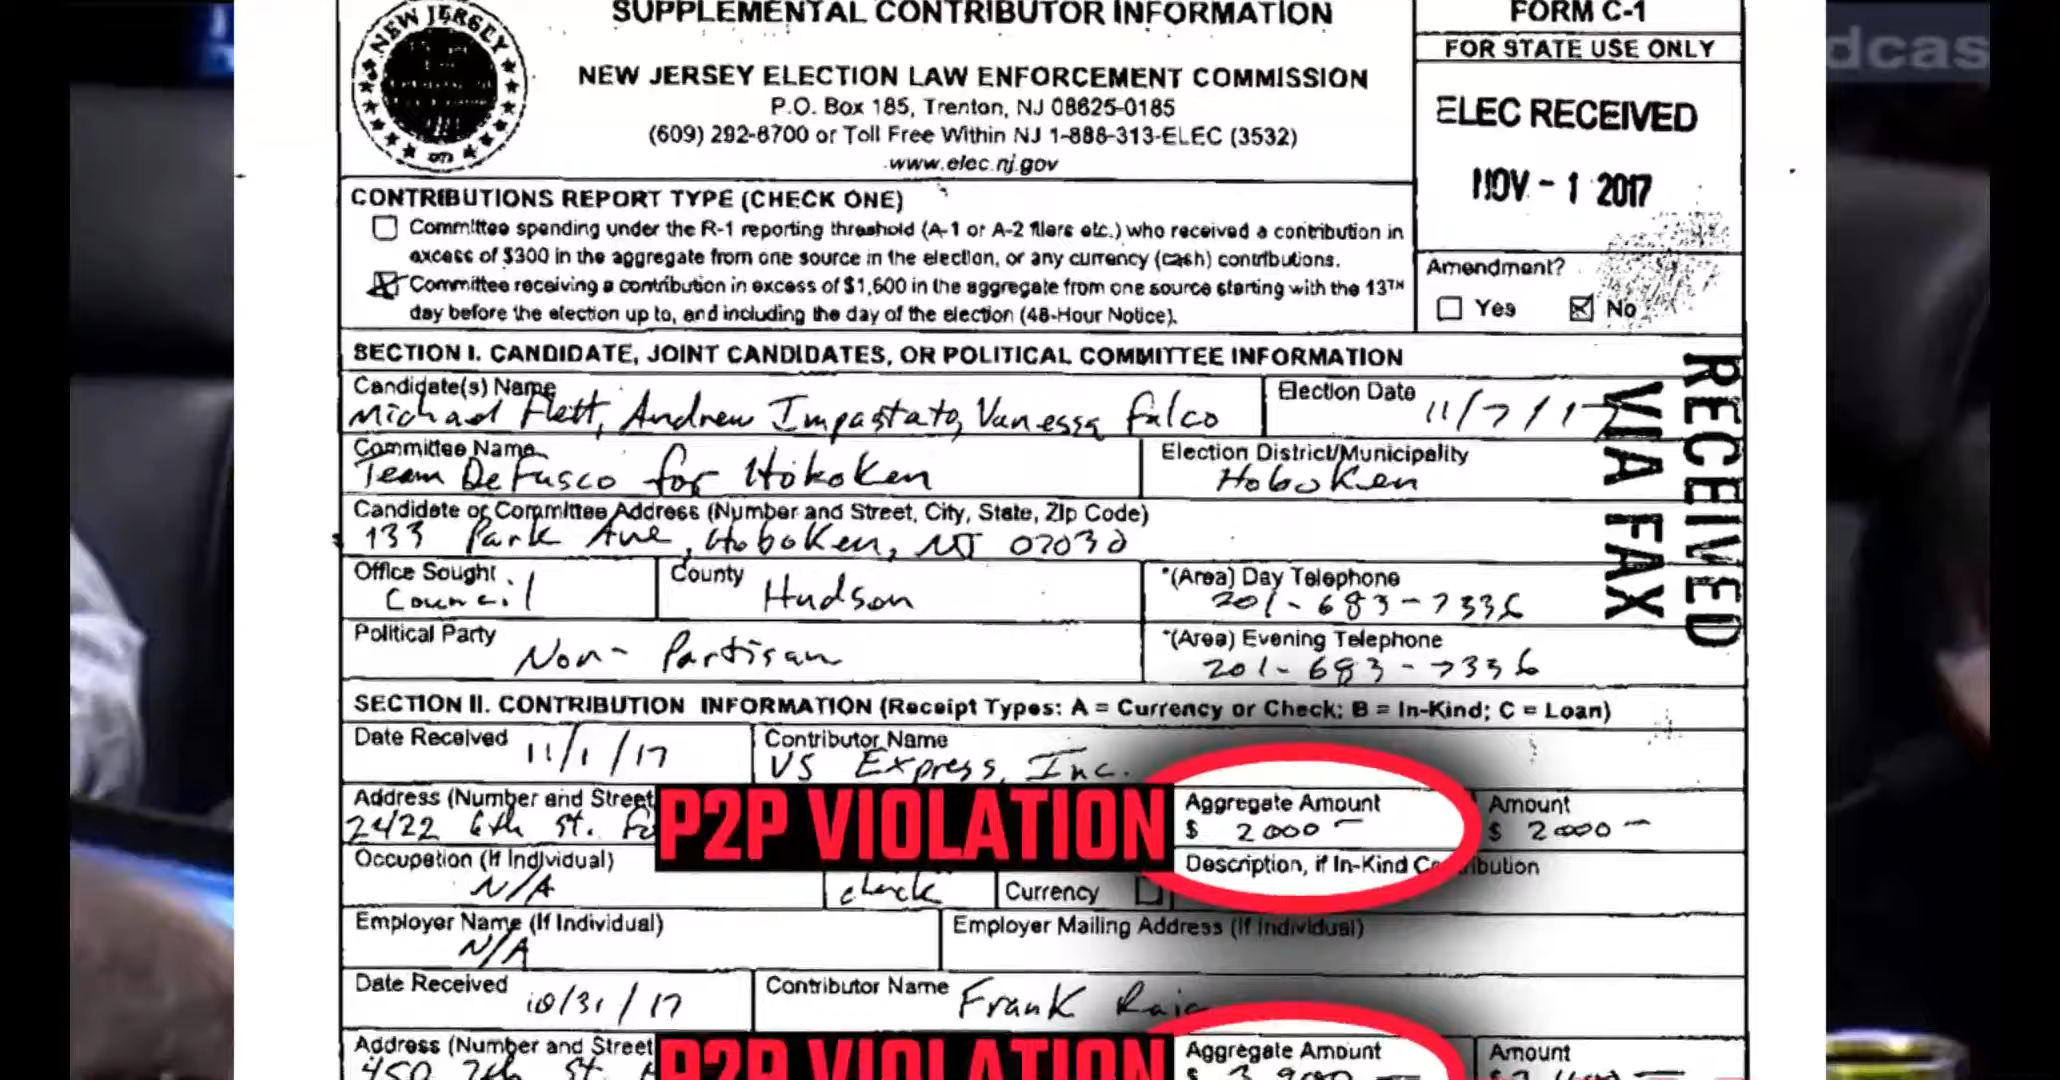 SUPPLEMENTAL CONTRIBUTOR INFORMATION
FORM C-1
NEW JERSEY
FOR STATE USE ONLY
dcas
NEW JERSEY ELECTION LAW ENFORCEMENT COMMISSION
P.O. Box 185, Trenton, NJ 08625-0185
(609) 292-8700 or Toll Free Within NJ 1-888-313-ELEC (3532)
www.elec.nj.gov
ELEC RECEIVED
NOV - 1 2017
CONTRIBUTIONS REPORT TYPE (CHECK ONE)
Committee spending under the R-1 reporting threshold (A-1 or A-2 filers etc.) who received a contribution in
excess of $300 in the aggregate from one source in the election, or any currency (cash) contributions.
Committee receiving a contribution in excess of $1,600 in the aggregate from one source starting with the 13TH
day before the election up to, and including the day of the election (48-Hour Notice).
Amendment?
Yes No
RECEIVED
VIA FAX
SECTION I. CANDIDATE, JOINT CANDIDATES, OR POLITICAL COMMITTEE INFORMATION
Candidate(s) Name
Michael Flett, Andrew Impastato, Vanessa Falco
Election Date
11/7/17
Committee Name
Team DeFusco for Hoboken
Election District/Municipality
Hoboken
Candidate or Committee Address (Number and Street, City, State, Zip Code)
133 Park Ave, Hoboken, NJ 07030
Office Sought
Council
County
Hudson
*(Area) Day Telephone
201-683-7336
Political Party
Non-Partisan
*(Area) Evening Telephone
201-683-7336
SECTION II. CONTRIBUTION INFORMATION (Receipt Types: A = Currency or Check; B = In-Kind; C = Loan)
Date Received
11/1/17
Contributor Name
US Express, Inc.
Address (Number and Street
2422 6th St. Fo
P2P VIOLATION
Aggregate Amount
$ 2000 -
Amount
$ 2000 -
Occupation (If Individual)
N/A
check
Currency
Description, if In-Kind Co ribution
Employer Name (If Individual)
N/A
Employer Mailing Address (If Individual)
Date Received
10/31/17
Contributor Name
Frank Rai
Address (Number and Street
450 7th St.
P2P VIOLATION
Aggregate Amount
Amount